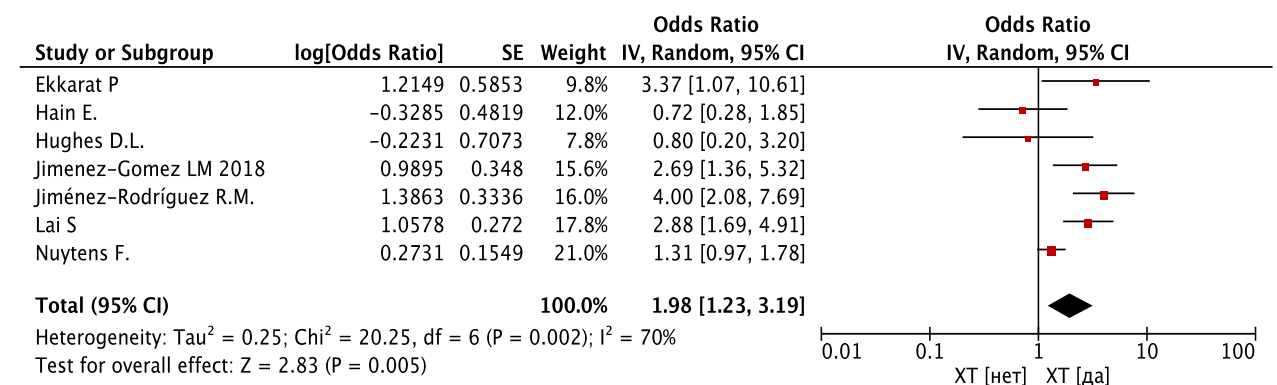 Odds Ratio Odds Ratio
Study or Subgroup log[Odds Ratio] SE Weight IV, Random, 95% CI IV, Random, 95% CI
Ekkarat P 1.2149 0.5853 9.8% 3.37 [1.07, 10.61]
Hain E. −0.3285 0.4819 12.0% 0.72 [0.28, 1.85]
Hughes D.L. −0.2231 0.7073 7.8% 0.80 [0.20, 3.20]
Jimenez−Gomez LM 2018 0.9895 0.348 15.6% 2.69 [1.36, 5.32]
Jiménez−Rodríguez R.M. 1.3863 0.3336 16.0% 4.00 [2.08, 7.69]
Lai S 1.0578 0.272 17.8% 2.88 [1.69, 4.91]
Nuytens F. 0.2731 0.1549 21.0% 1.31 [0.97, 1.78]
Total (95% CI) 100.0% 1.98 [1.23, 3.19]
Heterogeneity: Tau² = 0.25; Chi² = 20.25, df = 6 (P = 0.002); I² = 70%
Test for overall effect: Z = 2.83 (P = 0.005)
0.01 0.1 1 10 100
ХТ [нет] ХТ [да]